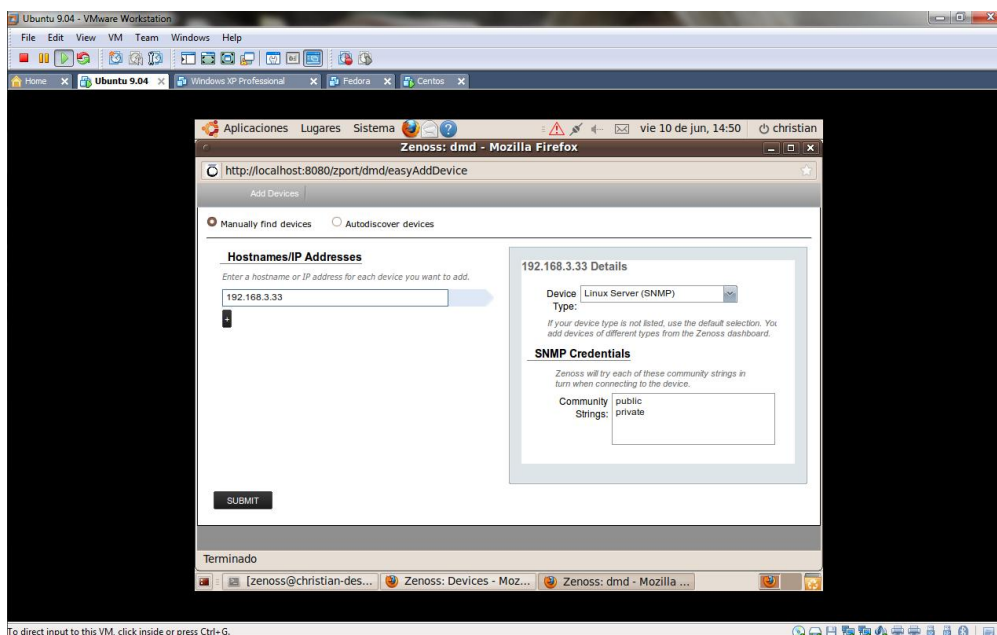 Ubuntu 9.04 - VMware Workstation
File Edit View VM Team Windows Help
Home Ubuntu 9.04 Windows XP Professional Fedora Centos
Aplicaciones Lugares Sistema vie 10 de jun, 14:50 christian
Zenoss: dmd - Mozilla Firefox
http://localhost:8080/zport/dmd/easyAddDevice
Add Devices
Manually find devices Autodiscover devices
Hostnames/IP Addresses
Enter a hostname or IP address for each device you want to add.
192.168.3.33
+
SUBMIT
192.168.3.33 Details
Device Type: Linux Server (SNMP)
If your device type is not listed, use the default selection. You
add devices of different types from the Zenoss dashboard.
SNMP Credentials
Zenoss will try each of these community strings in
turn when connecting to the device.
Community Strings: public
private
Terminado
[zenoss@christian-des... Zenoss: Devices - Moz... Zenoss: dmd - Mozilla ...
To direct input to this VM, click inside or press Ctrl+G.